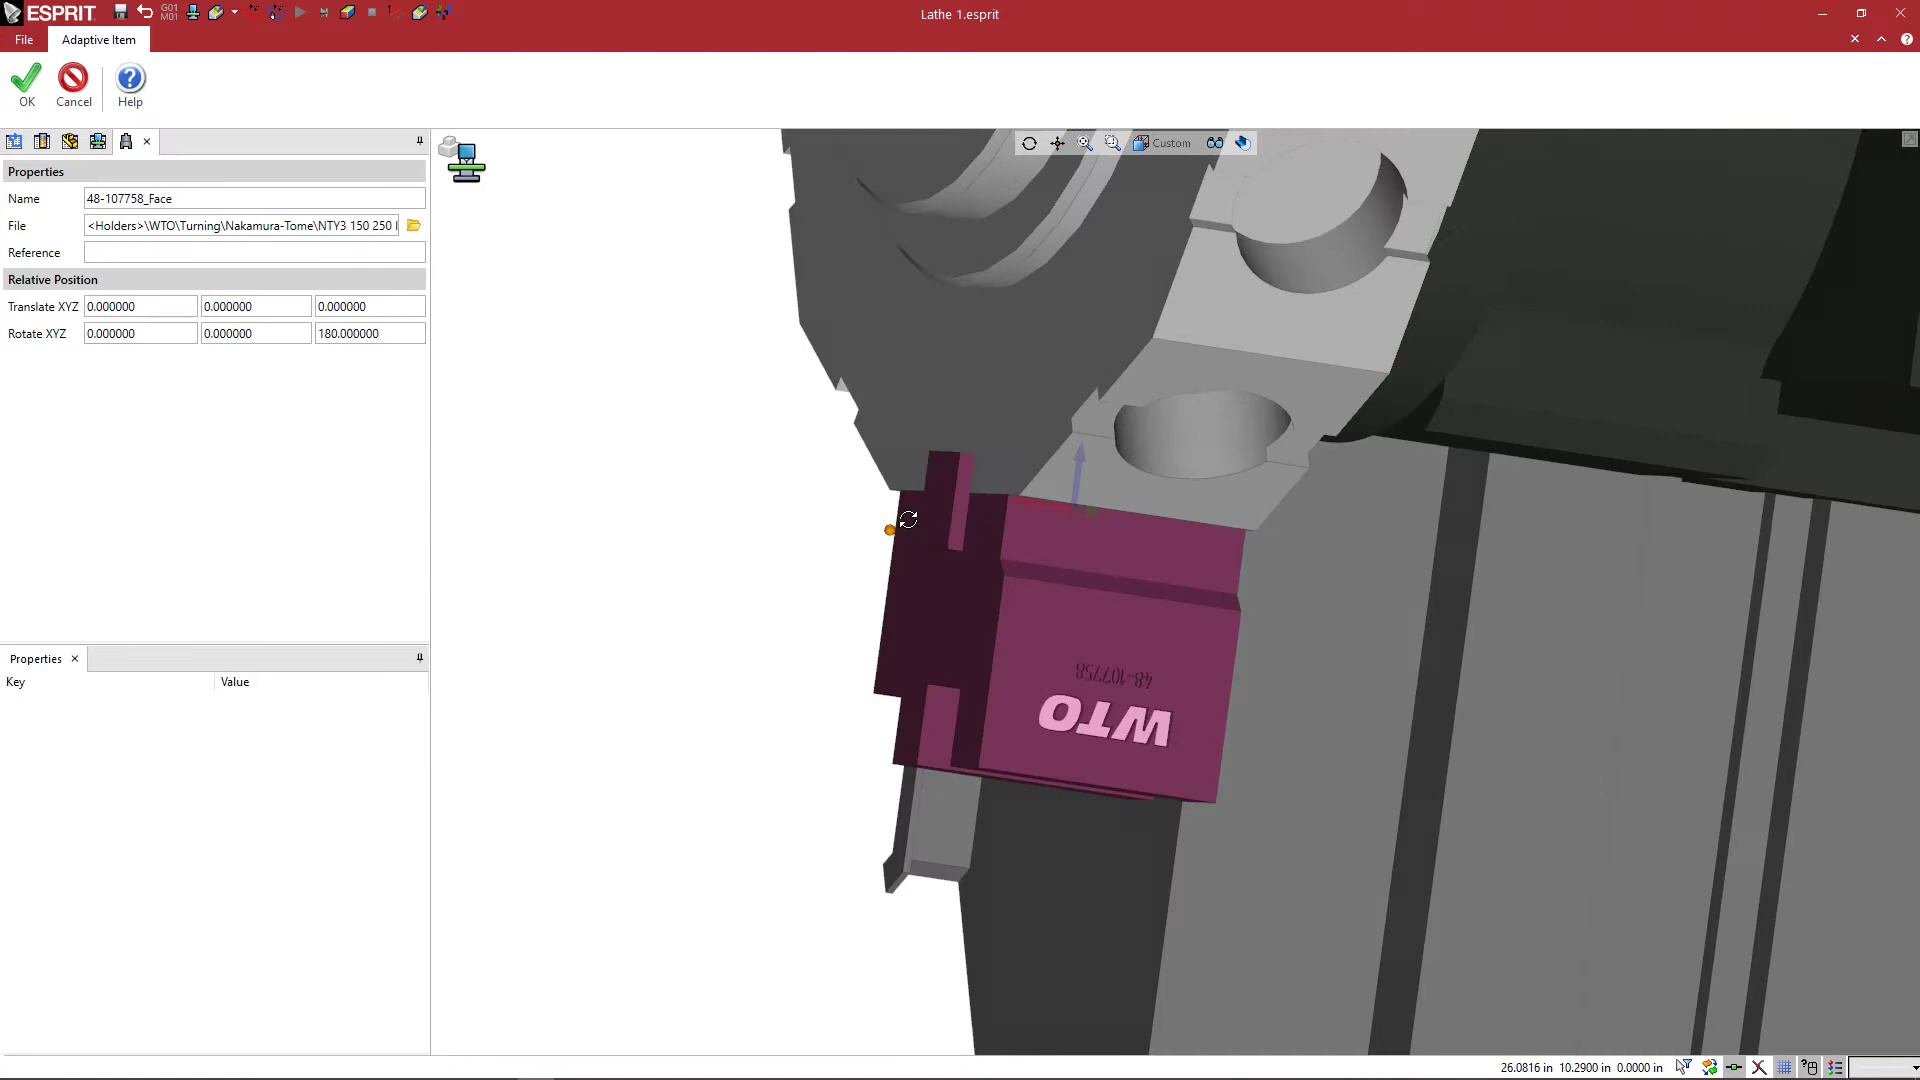 ESPRIT
G01
M01
Lathe 1.esprit
File
Adaptive Item
OK
Cancel
Help
Custom
Properties
Name
48-107758_Face
File
<Holders>\WTO\Turning\Nakamura-Tome\NTY3 150 250 I
Reference
Relative Position
Translate XYZ
0.000000
0.000000
0.000000
Rotate XYZ
0.000000
0.000000
180.000000
48-107758
WTO
Properties
Key
Value
26.0816 in 10.2900 in 0.0000 in